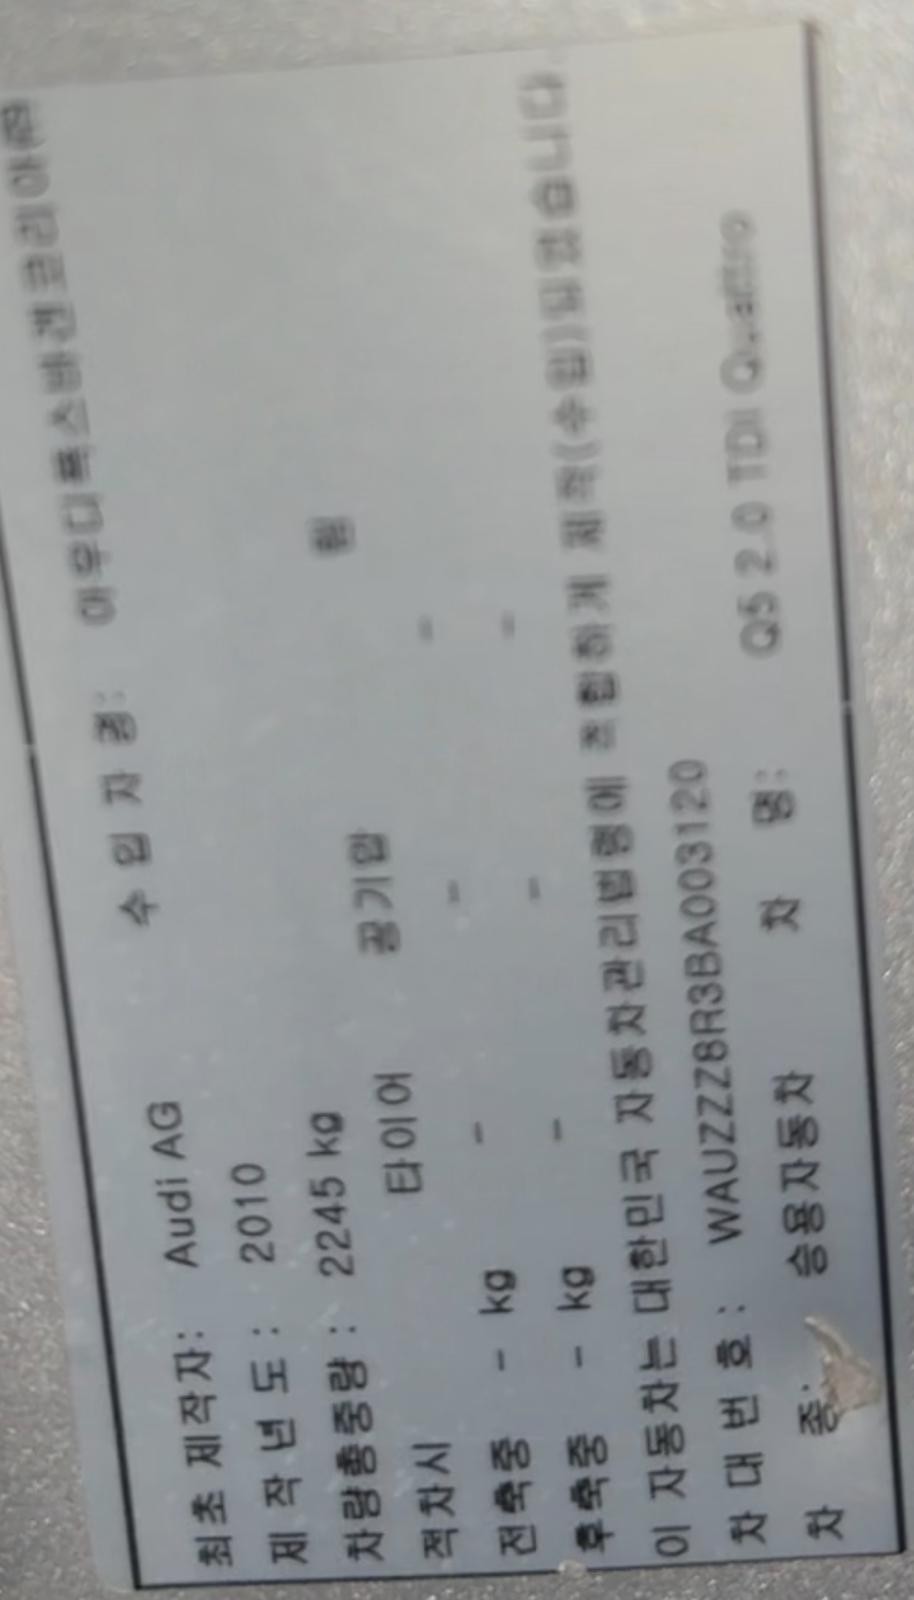 최초 제작자: Audi AG 수 입 자 명: 아우디폭스바겐코리아㈜
제 작 년 도 : 2010
차량총중량 : 2245 kg
적차시 타이어 공기압 림
전축중 - kg - - -
후축중 - kg - - -
이 자동차는 대한민국 자동차관리법령에 적합하게 제작(수입)되었습니다.
차 대 번 호 : WAUZZZ8R3BA003120
차 종: 승용자동차 차 명: Q5 2.0 TDI Quattro